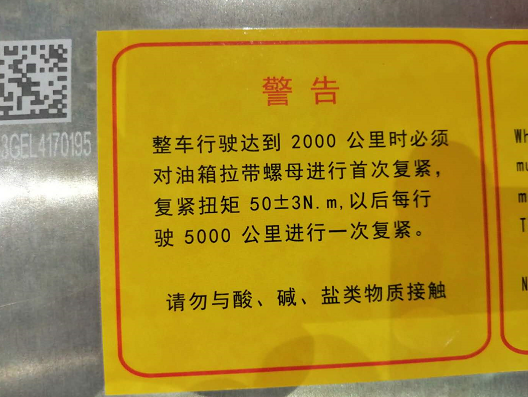 3GEL4170195
警告
整车行驶达到 2000 公里时必须
对油箱拉带螺母进行首次复紧,
复紧扭矩 50±3N.m,以后每行
驶 5000 公里进行一次复紧。
请勿与酸、碱、盐类物质接触